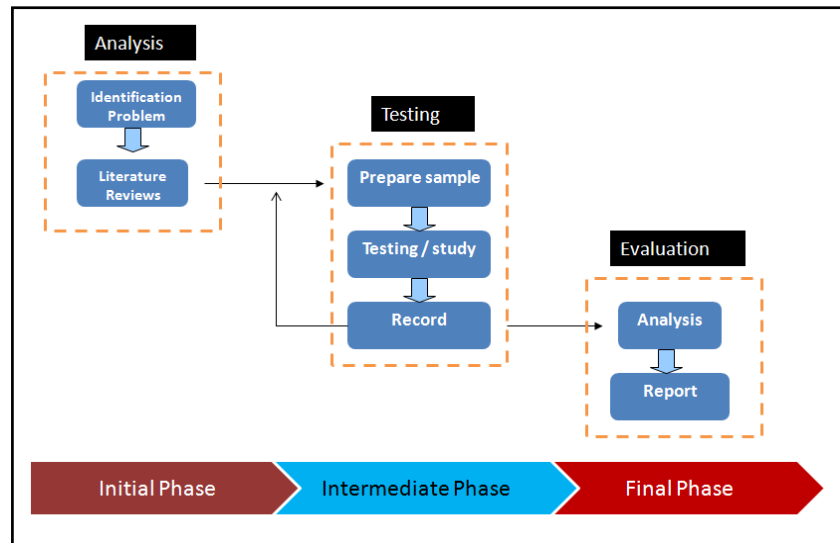 Analysis
Identification
Problem
Literature
Reviews
Testing
Prepare sample
Testing / study
Record
Evaluation
Analysis
Report
Initial Phase
Intermediate Phase
Final Phase